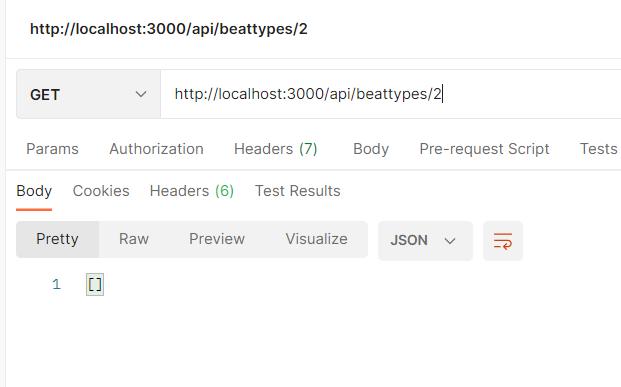 http://localhost:3000/api/beattypes/2
GET http://localhost:3000/api/beattypes/2
Params Authorization Headers (7) Body Pre-request Script Tests
Body Cookies Headers (6) Test Results
Pretty Raw Preview Visualize JSON
1 []